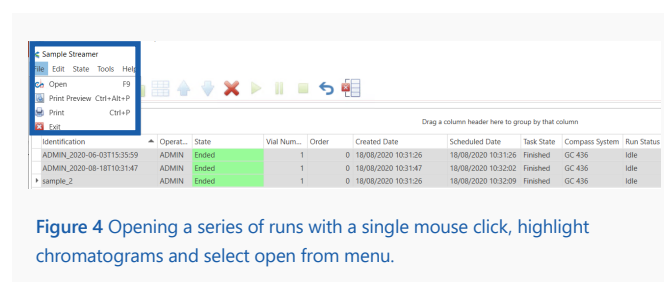 Sample Streamer
File Edit State Tools Help
Open F9
Print Preview Ctrl+Alt+P
Print Ctrl+P
Exit
Drag a column header here to group by that column
Identification Operat... State Vial Num... Order Created Date Scheduled Date Task State Compass System Run Status
ADMIN_2020-06-03T15:35:59 ADMIN Ended 1 0 18/08/2020 10:31:26 18/08/2020 10:31:26 Finished GC 436 Idle
ADMIN_2020-08-18T10:31:47 ADMIN Ended 1 0 18/08/2020 10:31:47 18/08/2020 10:32:02 Finished GC 436 Idle
sample_2 ADMIN Ended 1 0 18/08/2020 10:31:26 18/08/2020 10:32:09 Finished GC 436 Idle
Figure 4 Opening a series of runs with a single mouse click, highlight
chromatograms and select open from menu.